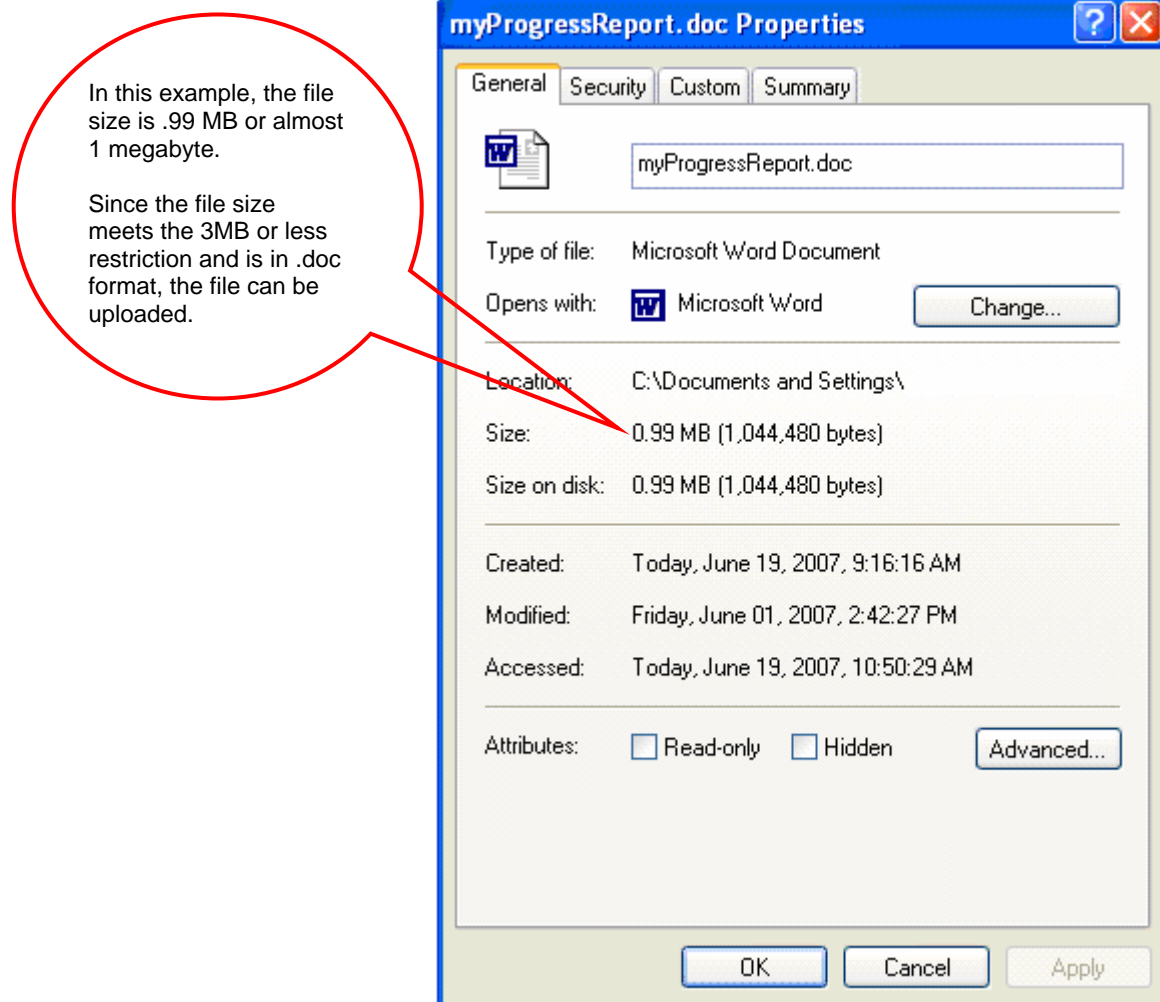 myProgressReport.doc Properties
In this example, the file
size is .99 MB or almost
1 megabyte.
Since the file size
meets the 3MB or less
restriction and is in .doc
format, the file can be
uploaded.
General Security Custom Summary
myProgressReport.doc
Type of file: Microsoft Word Document
Opens with: Microsoft Word Change...
Location: C:\Documents and Settings\
Size: 0.99 MB (1,044,480 bytes)
Size on disk: 0.99 MB (1,044,480 bytes)
Created: Today, June 19, 2007, 9:16:16 AM
Modified: Friday, June 01, 2007, 2:42:27 PM
Accessed: Today, June 19, 2007, 10:50:29 AM
Attributes: Read-only Hidden Advanced...
OK Cancel Apply